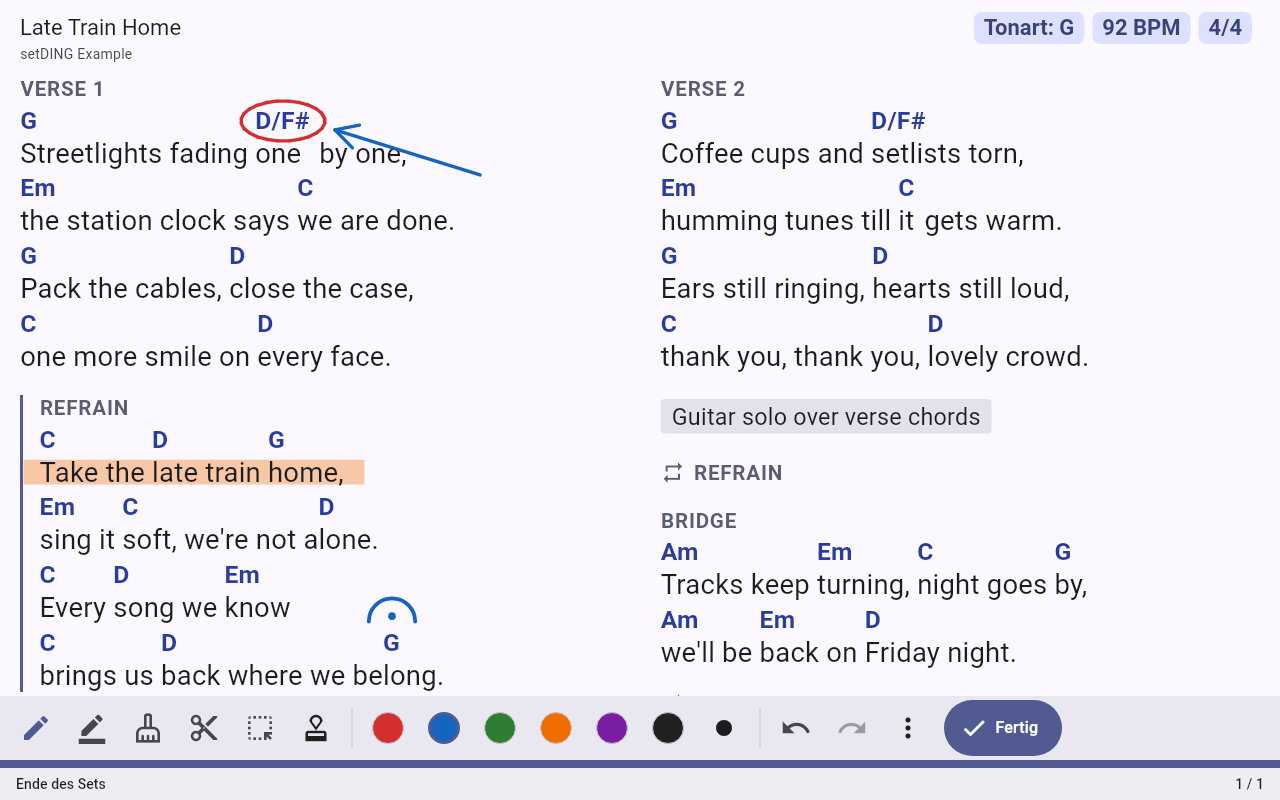 Late Train Home
setDING Example
Tonart: G
92 BPM
4/4
VERSE 1
G D/F#
Streetlights fading one by one,
Em C
the station clock says we are done.
G D
Pack the cables, close the case,
C D
one more smile on every face.
REFRAIN
C D G
Take the late train home,
Em C D
sing it soft, we're not alone.
C D Em
Every song we know
C D G
brings us back where we belong.
VERSE 2
G D/F#
Coffee cups and setlists torn,
Em C
humming tunes till it gets warm.
G D
Ears still ringing, hearts still loud,
C D
thank you, thank you, lovely crowd.
Guitar solo over verse chords
REFRAIN
BRIDGE
Am Em C G
Tracks keep turning, night goes by,
Am Em D
we'll be back on Friday night.
Fertig
Ende des Sets
1 / 1